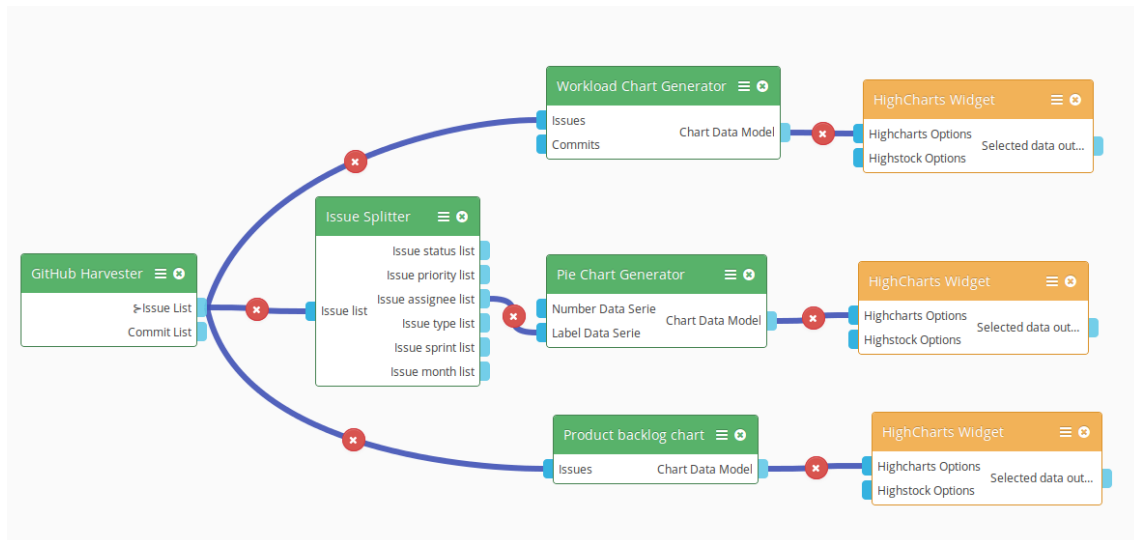 Workload Chart Generator
Issues
Commits
Chart Data Model
HighCharts Widget
Highcharts Options
Highstock Options
Selected data out...
GitHub Harvester
Issue List
Commit List
Issue Splitter
Issue list
Issue status list
Issue priority list
Issue assignee list
Issue type list
Issue sprint list
Issue month list
Pie Chart Generator
Number Data Serie
Label Data Serie
Chart Data Model
HighCharts Widget
Highcharts Options
Highstock Options
Selected data out...
Product backlog chart
Issues
Chart Data Model
HighCharts Widget
Highcharts Options
Highstock Options
Selected data out...